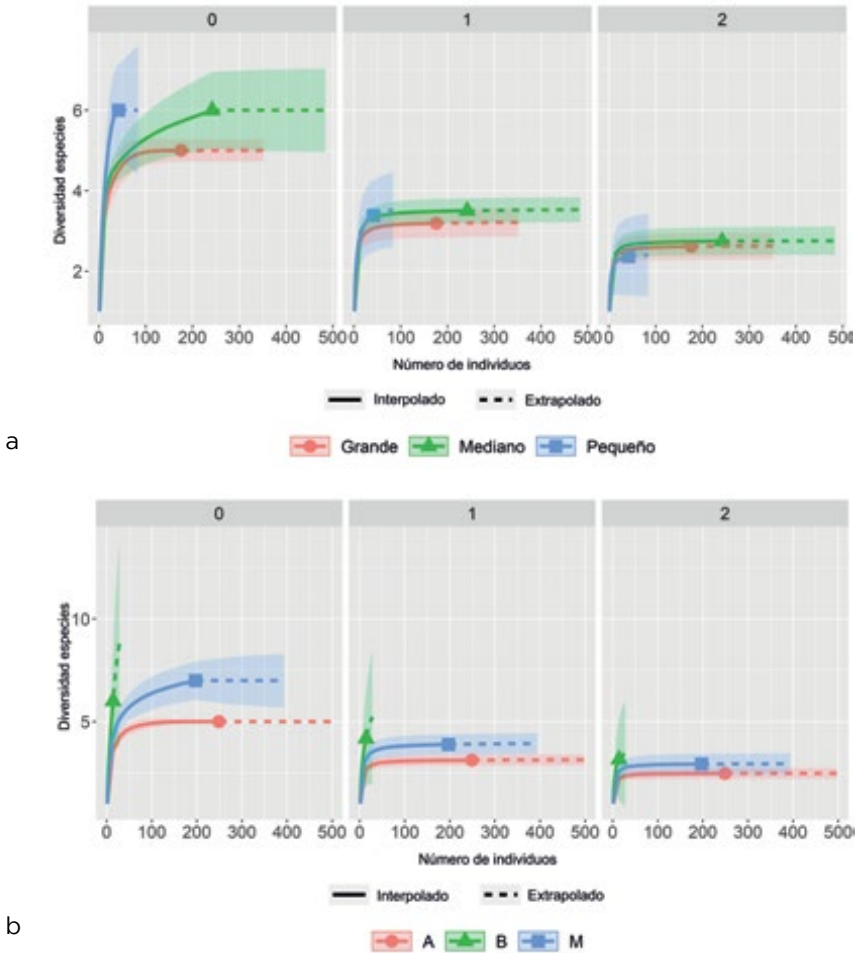 0 1 2
Diversidad especies
6
4
2
0 100 200 300 400 500 0 100 200 300 400 500 0 100 200 300 400 500
Número de individuos
Interpolado Extrapolado
a
Grande Mediano Pequeño
0 1 2
Diversidad especies
10
5
0 100 200 300 400 500 0 100 200 300 400 500 0 100 200 300 400 500
Número de individuos
Interpolado Extrapolado
b
A B M